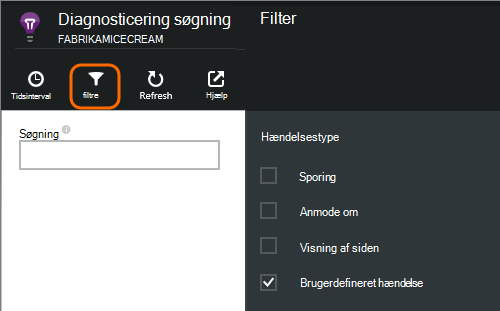 Diagnosticering søgning
FABRIKAMICECREAM
Tidsinterval
filtre
Refresh
Hjælp
Søgning
Filter
Hændelsestype
Sporing
Anmode om
Visning af siden
Brugerdefineret hændelse